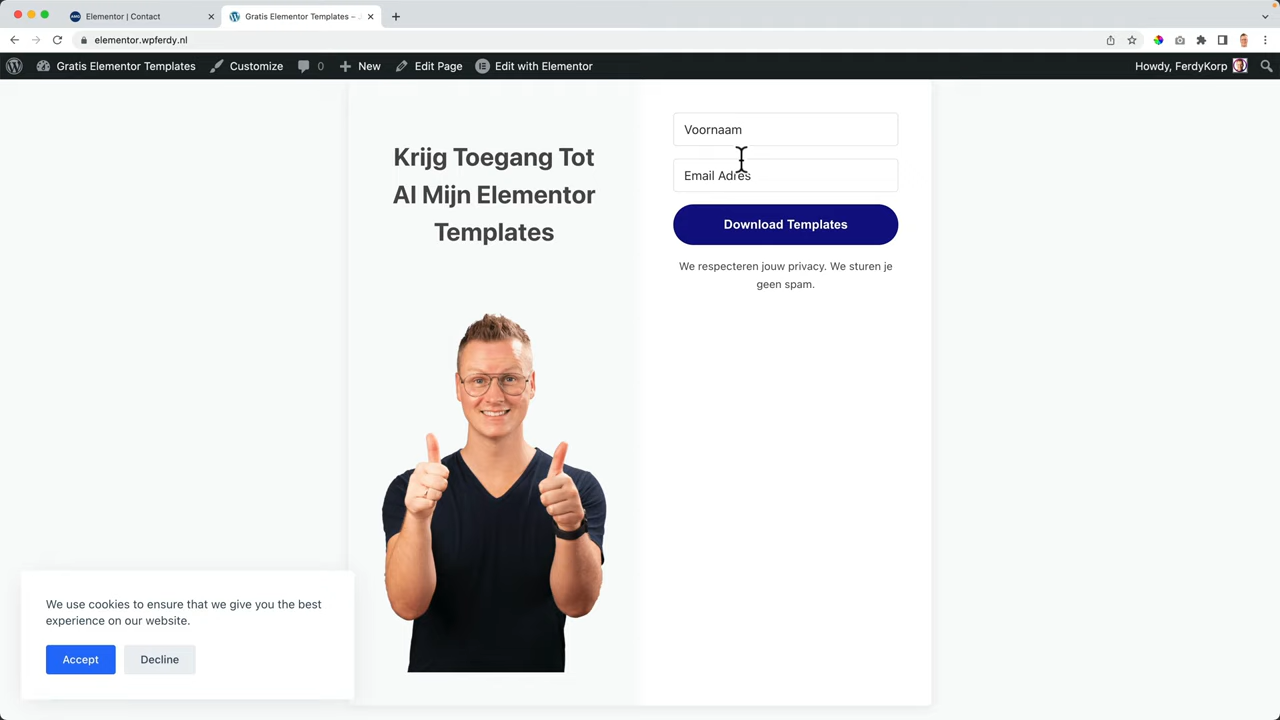 Elementor | Contact
Gratis Elementor Templates –
elementor.wpferdy.nl
Gratis Elementor Templates
Customize
0
New
Edit Page
Edit with Elementor
Howdy, FerdyKorp
Krijg Toegang Tot
Al Mijn Elementor
Templates
Voornaam
Email Adres
Download Templates
We respecteren jouw privacy. We sturen je
geen spam.
We use cookies to ensure that we give you the best
experience on our website.
Accept
Decline